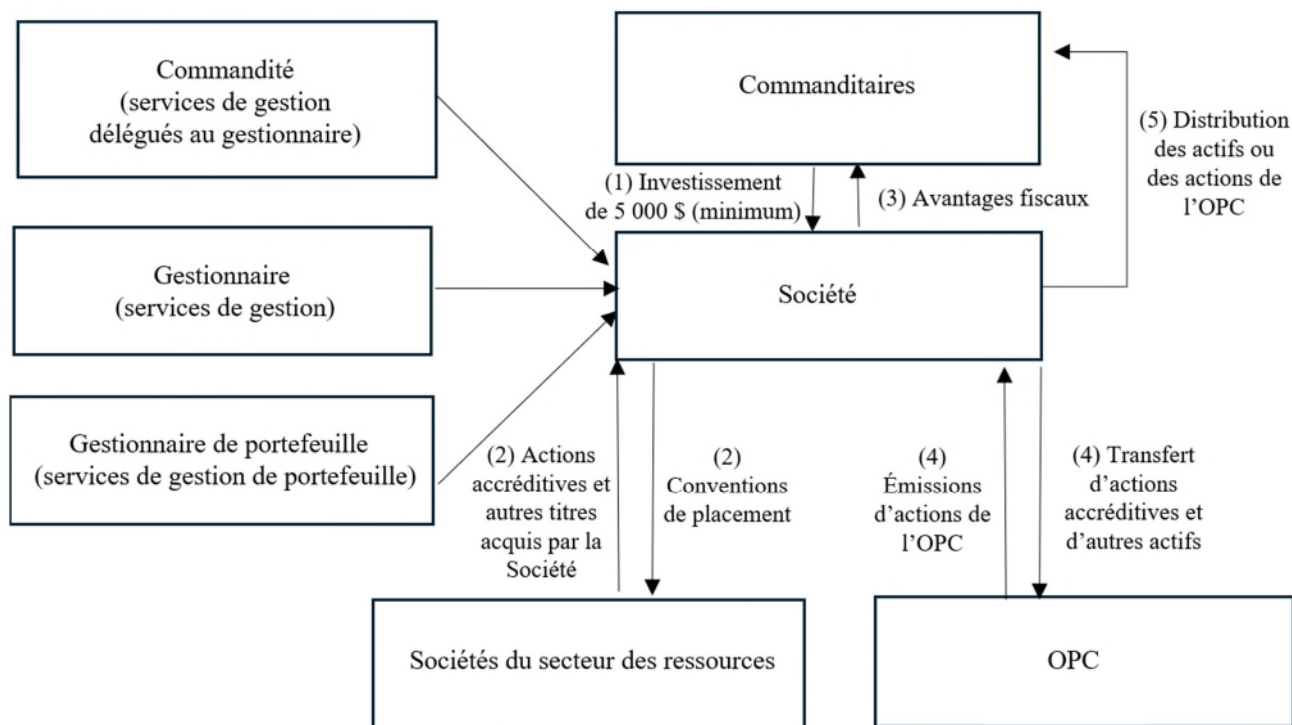 Commandité
(services de gestion
délégués au gestionnaire)
Commanditaires
(5) Distribution
des actifs ou
des actions de
l’OPC
(1) Investissement
de 5 000 $ (minimum)
(3) Avantages fiscaux
Gestionnaire
(services de gestion)
Société
Gestionnaire de portefeuille
(services de gestion de portefeuille)
(2) Actions
accréditives et
autres titres
acquis par la
Société
(2)
Conventions
de placement
(4)
Émissions
d’actions de
l’OPC
(4) Transfert
d’actions
accréditives et
d’autres actifs
Sociétés du secteur des ressources
OPC